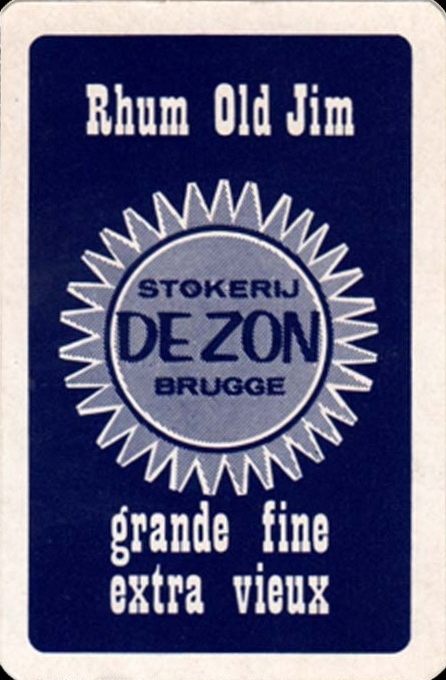 Rhum Old Jim
STOKERIJ
DE ZON
BRUGGE
grande fine
extra vieux